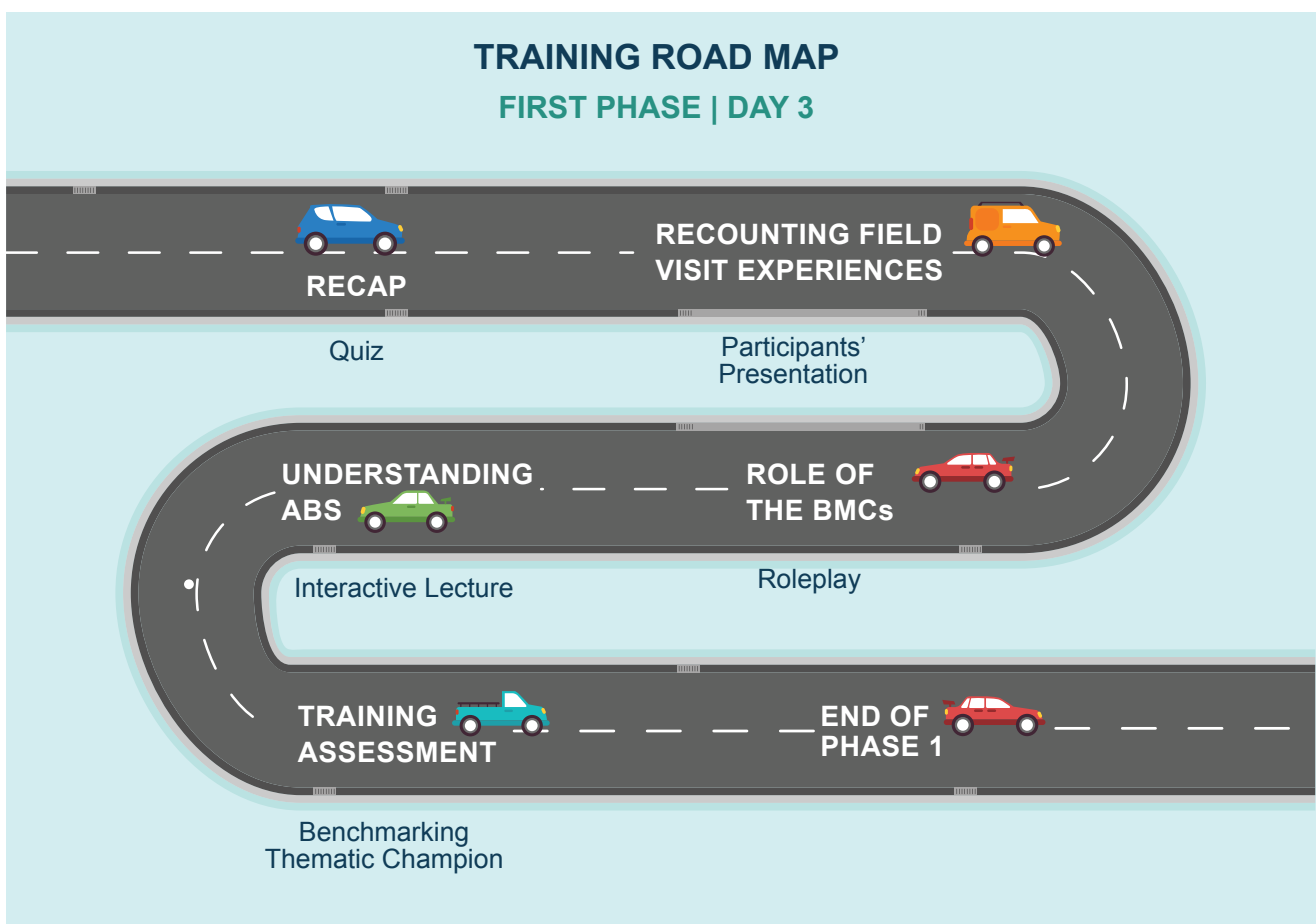 TRAINING ROAD MAP
FIRST PHASE | DAY 3
RECAP
Quiz
RECOUNTING FIELD
VISIT EXPERIENCES
Participants’
Presentation
ROLE OF
THE BMCs
Roleplay
UNDERSTANDING
ABS
Interactive Lecture
TRAINING
ASSESSMENT
Benchmarking
Thematic Champion
END OF
PHASE 1